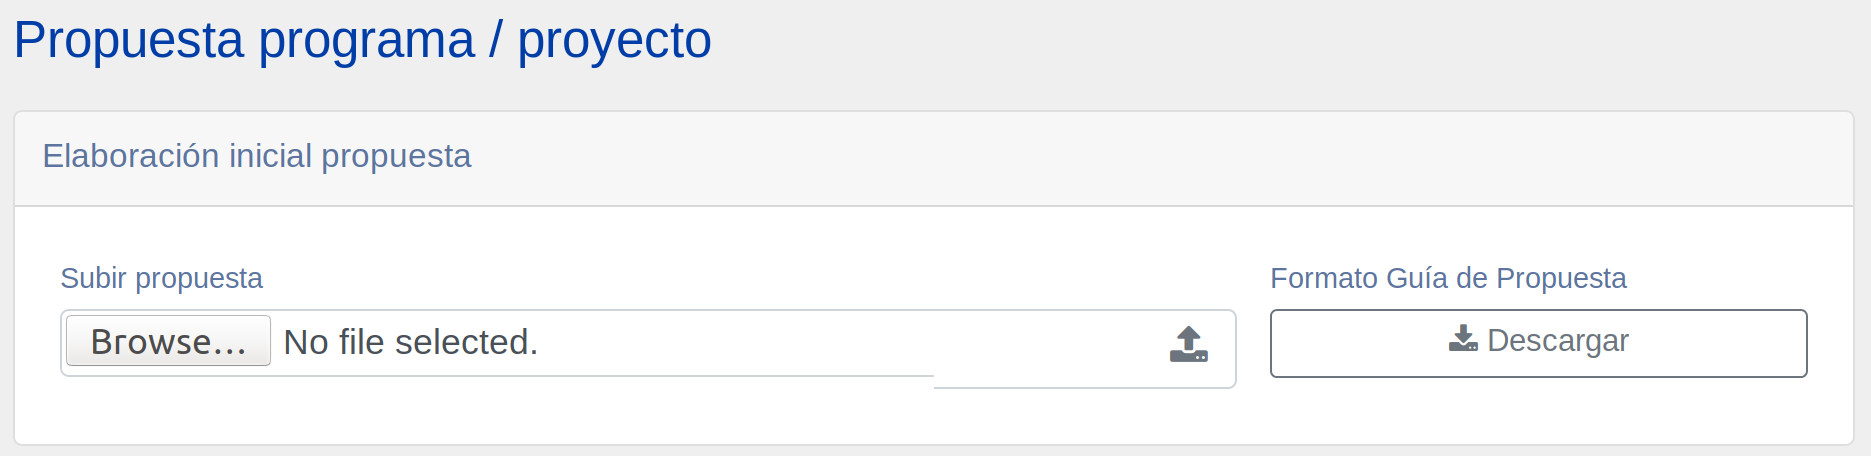 Propuesta programa / proyecto
Elaboración inicial propuesta
Subir propuesta
Browse... No file selected.
Formato Guía de Propuesta
Descargar